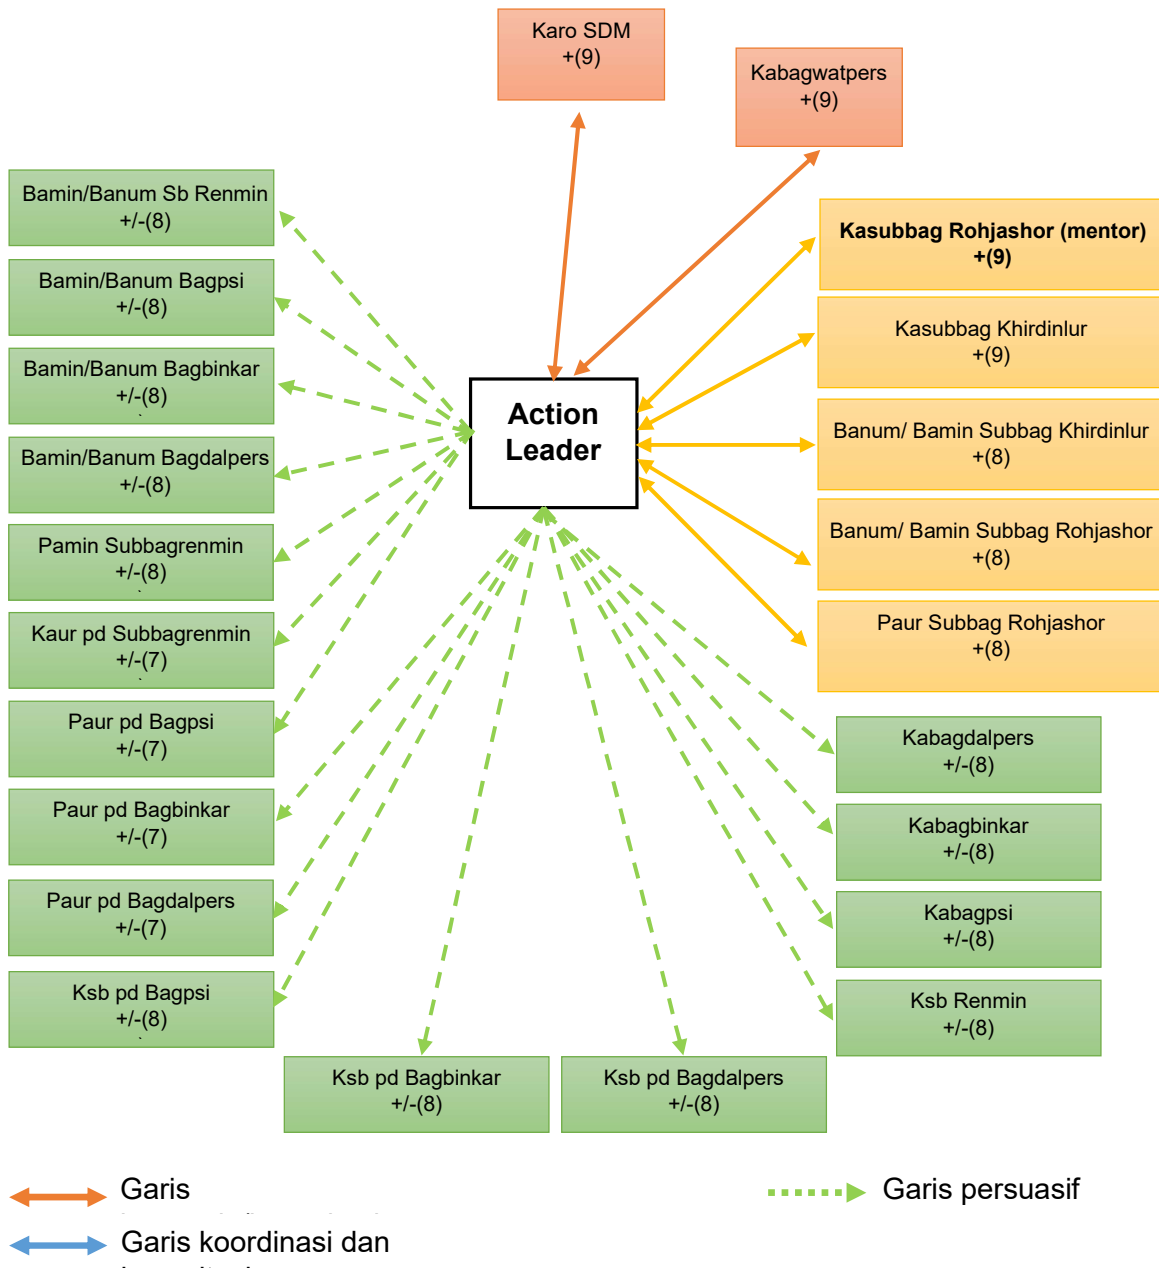 Karo SDM
+(9)
Kabagwatpers
+(9)
Bamin/Banum Sb Renmin
+/-(8)
Bamin/Banum Bagpsi
+/-(8)
Bamin/Banum Bagbinkar
+/-(8)
Bamin/Banum Bagdalpers
+/-(8)
Pamin Subbagrenmin
+/-(8)
Kaur pd Subbagrenmin
+/-(7)
Paur pd Bagpsi
+/-(7)
Paur pd Bagbinkar
+/-(7)
Paur pd Bagdalpers
+/-(7)
Ksb pd Bagpsi
+/-(8)
Action
Leader
Kasubbag Rohjashor (mentor)
+(9)
Kasubbag Khirdinlur
+(9)
Banum/ Bamin Subbag Khirdinlur
+(8)
Banum/ Bamin Subbag Rohjashor
+(8)
Paur Subbag Rohjashor
+(8)
Kabagdalpers
+/-(8)
Kabagbinkar
+/-(8)
Kabagpsi
+/-(8)
Ksb Renmin
+/-(8)
Ksb pd Bagbinkar
+/-(8)
Ksb pd Bagdalpers
+/-(8)
Garis
Garis persuasif
Garis koordinasi dan